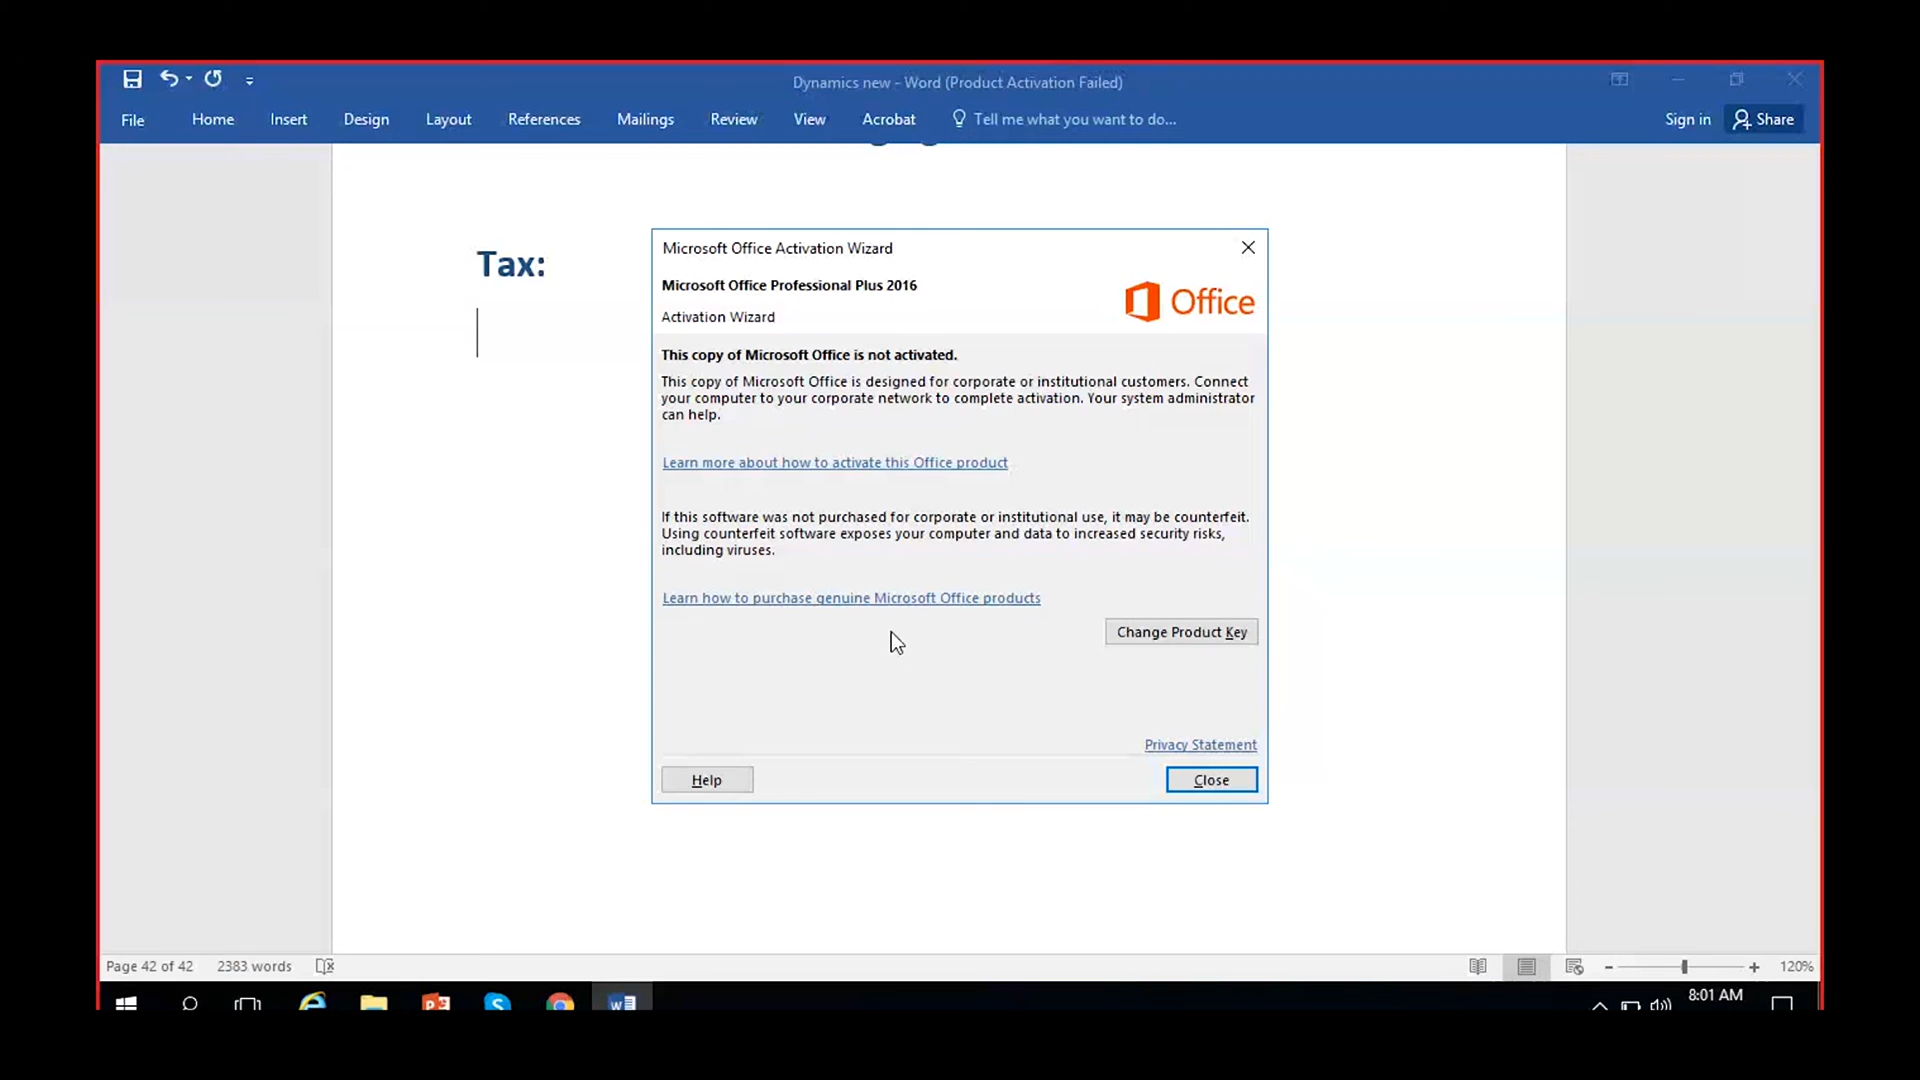 Dynamics new - Word (Product Activation Failed)
File Home Insert Design Layout References Mailings Review View Acrobat Tell me what you want to do... Sign in Share
Tax:
Microsoft Office Activation Wizard
Microsoft Office Professional Plus 2016
Office
Activation Wizard
This copy of Microsoft Office is not activated.
This copy of Microsoft Office is designed for corporate or institutional customers. Connect
your computer to your corporate network to complete activation. Your system administrator
can help.
Learn more about how to activate this Office product
If this software was not purchased for corporate or institutional use, it may be counterfeit.
Using counterfeit software exposes your computer and data to increased security risks,
including viruses.
Learn how to purchase genuine Microsoft Office products
Change Product Key
Privacy Statement
Help Close
Page 42 of 42 2383 words 120%
8:01 AM